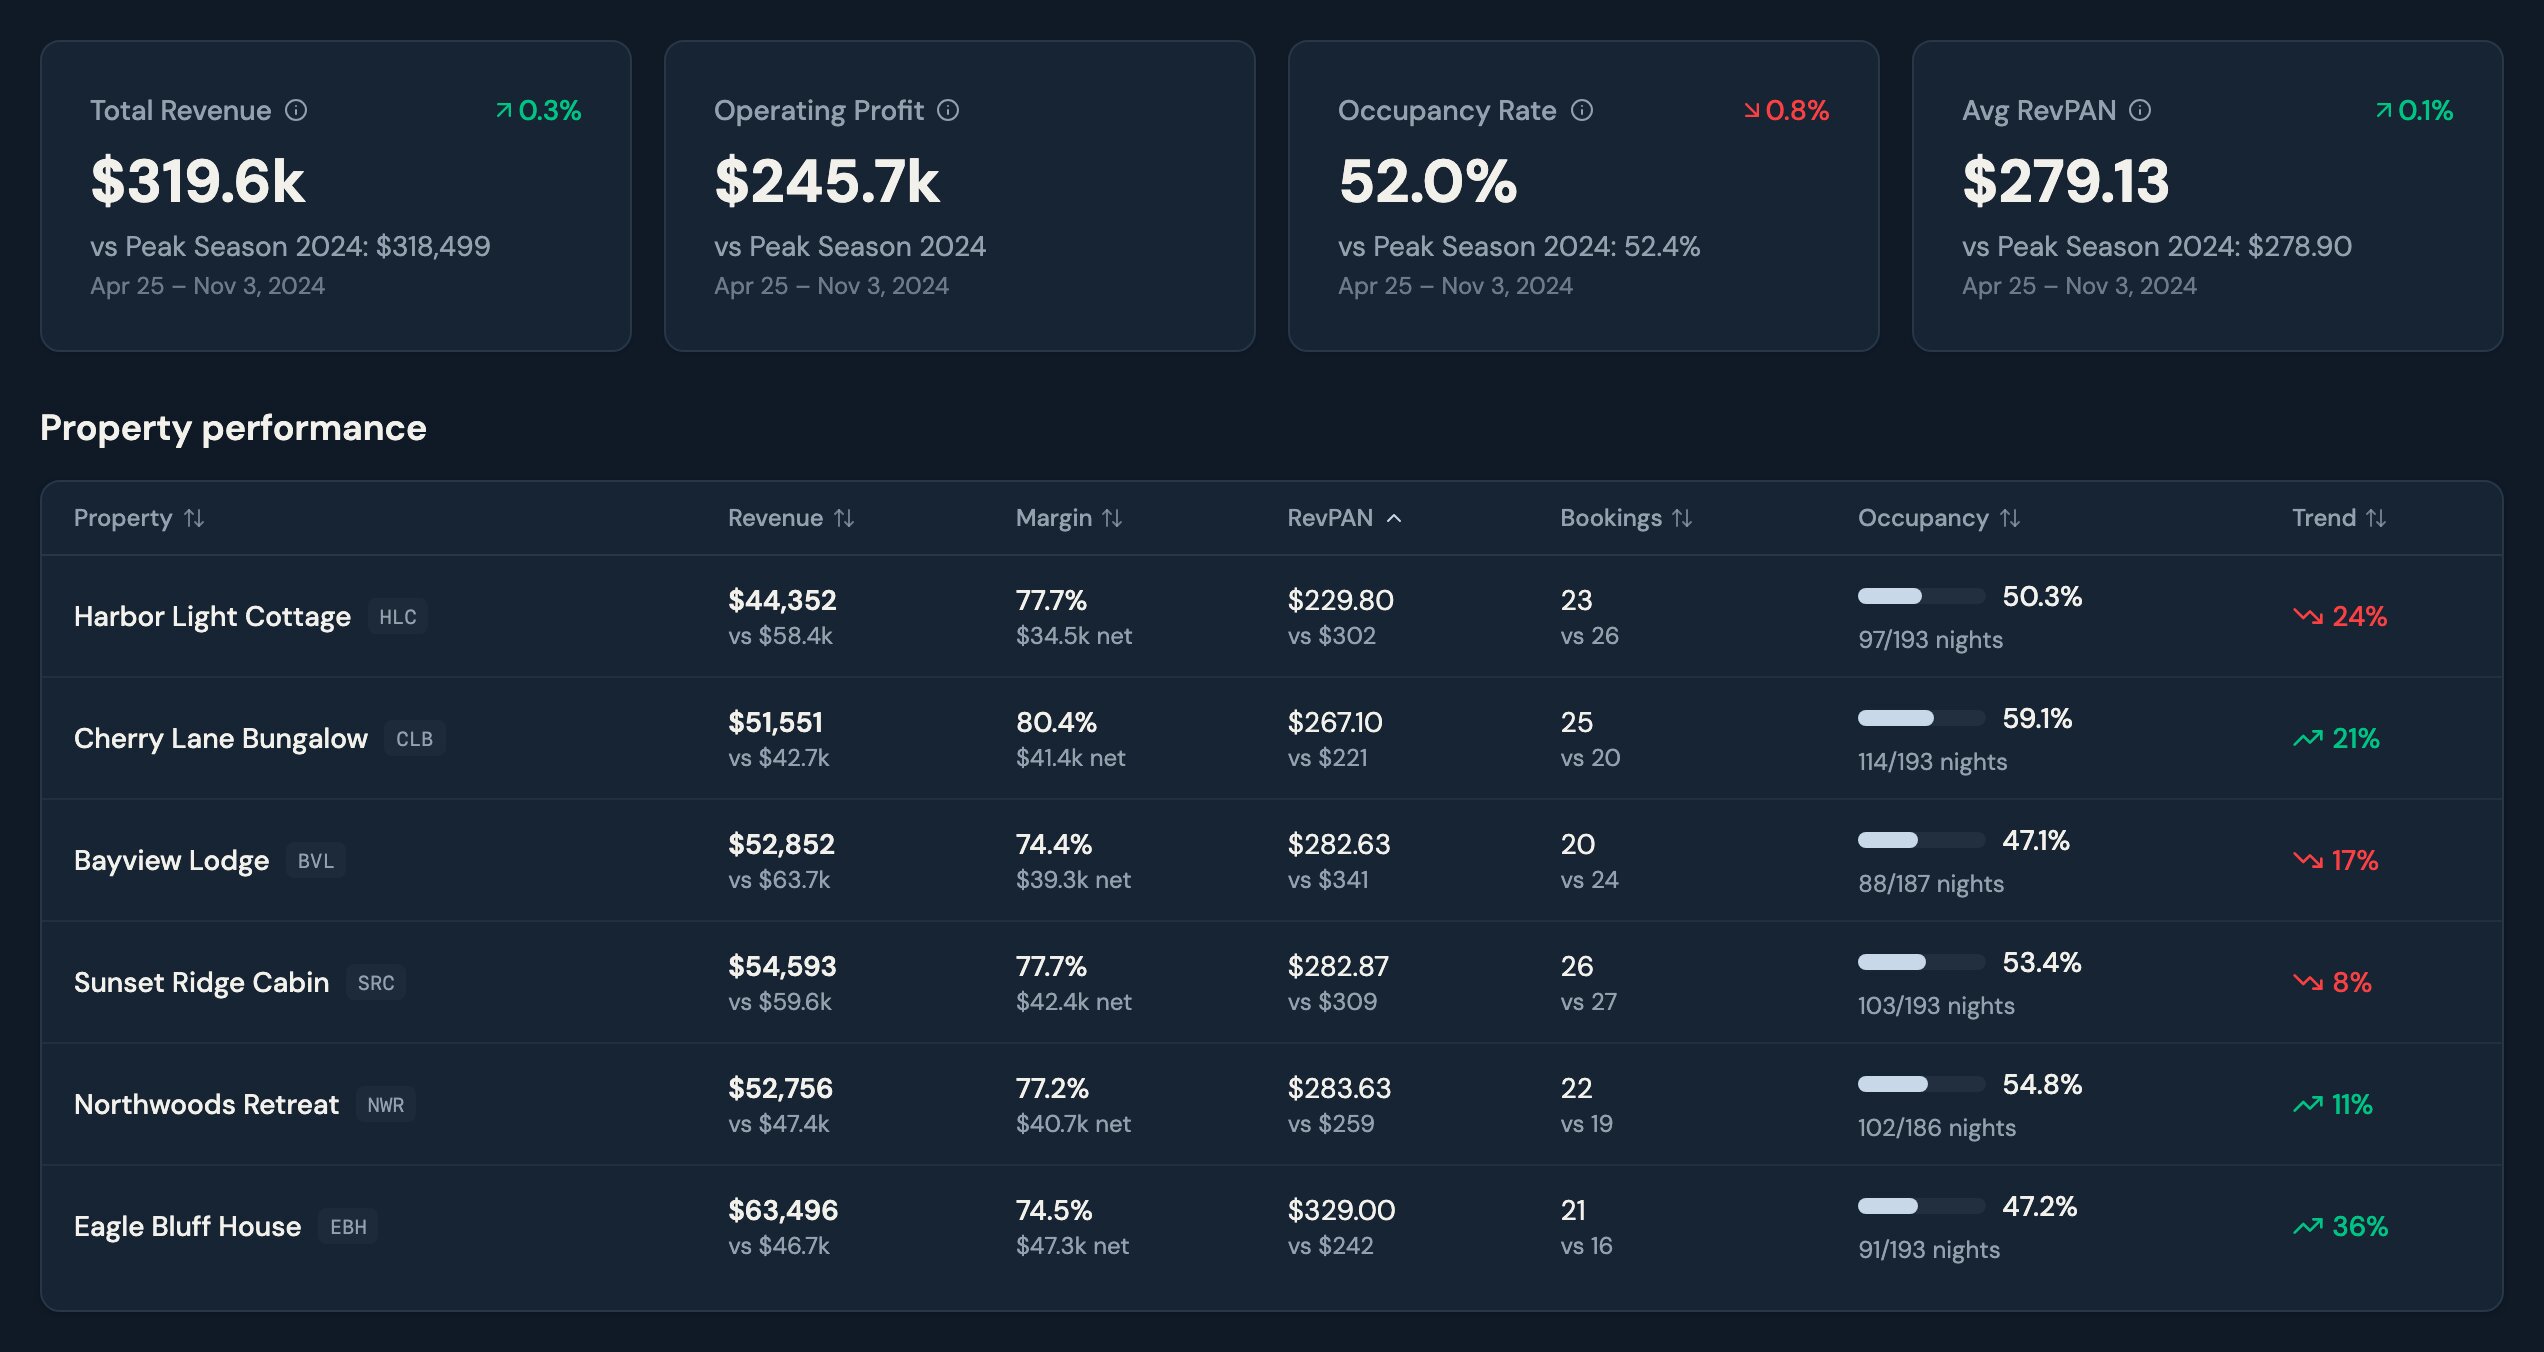 Total Revenue 0.3%
$319.6k
vs Peak Season 2024: $318,499
Apr 25 – Nov 3, 2024
Operating Profit
$245.7k
vs Peak Season 2024
Apr 25 – Nov 3, 2024
Occupancy Rate 0.8%
52.0%
vs Peak Season 2024: 52.4%
Apr 25 – Nov 3, 2024
Avg RevPAN 0.1%
$279.13
vs Peak Season 2024: $278.90
Apr 25 – Nov 3, 2024
Property performance
Property Revenue Margin RevPAN Bookings Occupancy Trend
Harbor Light Cottage HLC $44,352 77.7% $229.80 23 50.3% 24%
vs $58.4k $34.5k net vs $302 vs 26 97/193 nights
Cherry Lane Bungalow CLB $51,551 80.4% $267.10 25 59.1% 21%
vs $42.7k $41.4k net vs $221 vs 20 114/193 nights
Bayview Lodge BVL $52,852 74.4% $282.63 20 47.1% 17%
vs $63.7k $39.3k net vs $341 vs 24 88/187 nights
Sunset Ridge Cabin SRC $54,593 77.7% $282.87 26 53.4% 8%
vs $59.6k $42.4k net vs $309 vs 27 103/193 nights
Northwoods Retreat NWR $52,756 77.2% $283.63 22 54.8% 11%
vs $47.4k $40.7k net vs $259 vs 19 102/186 nights
Eagle Bluff House EBH $63,496 74.5% $329.00 21 47.2% 36%
vs $46.7k $47.3k net vs $242 vs 16 91/193 nights